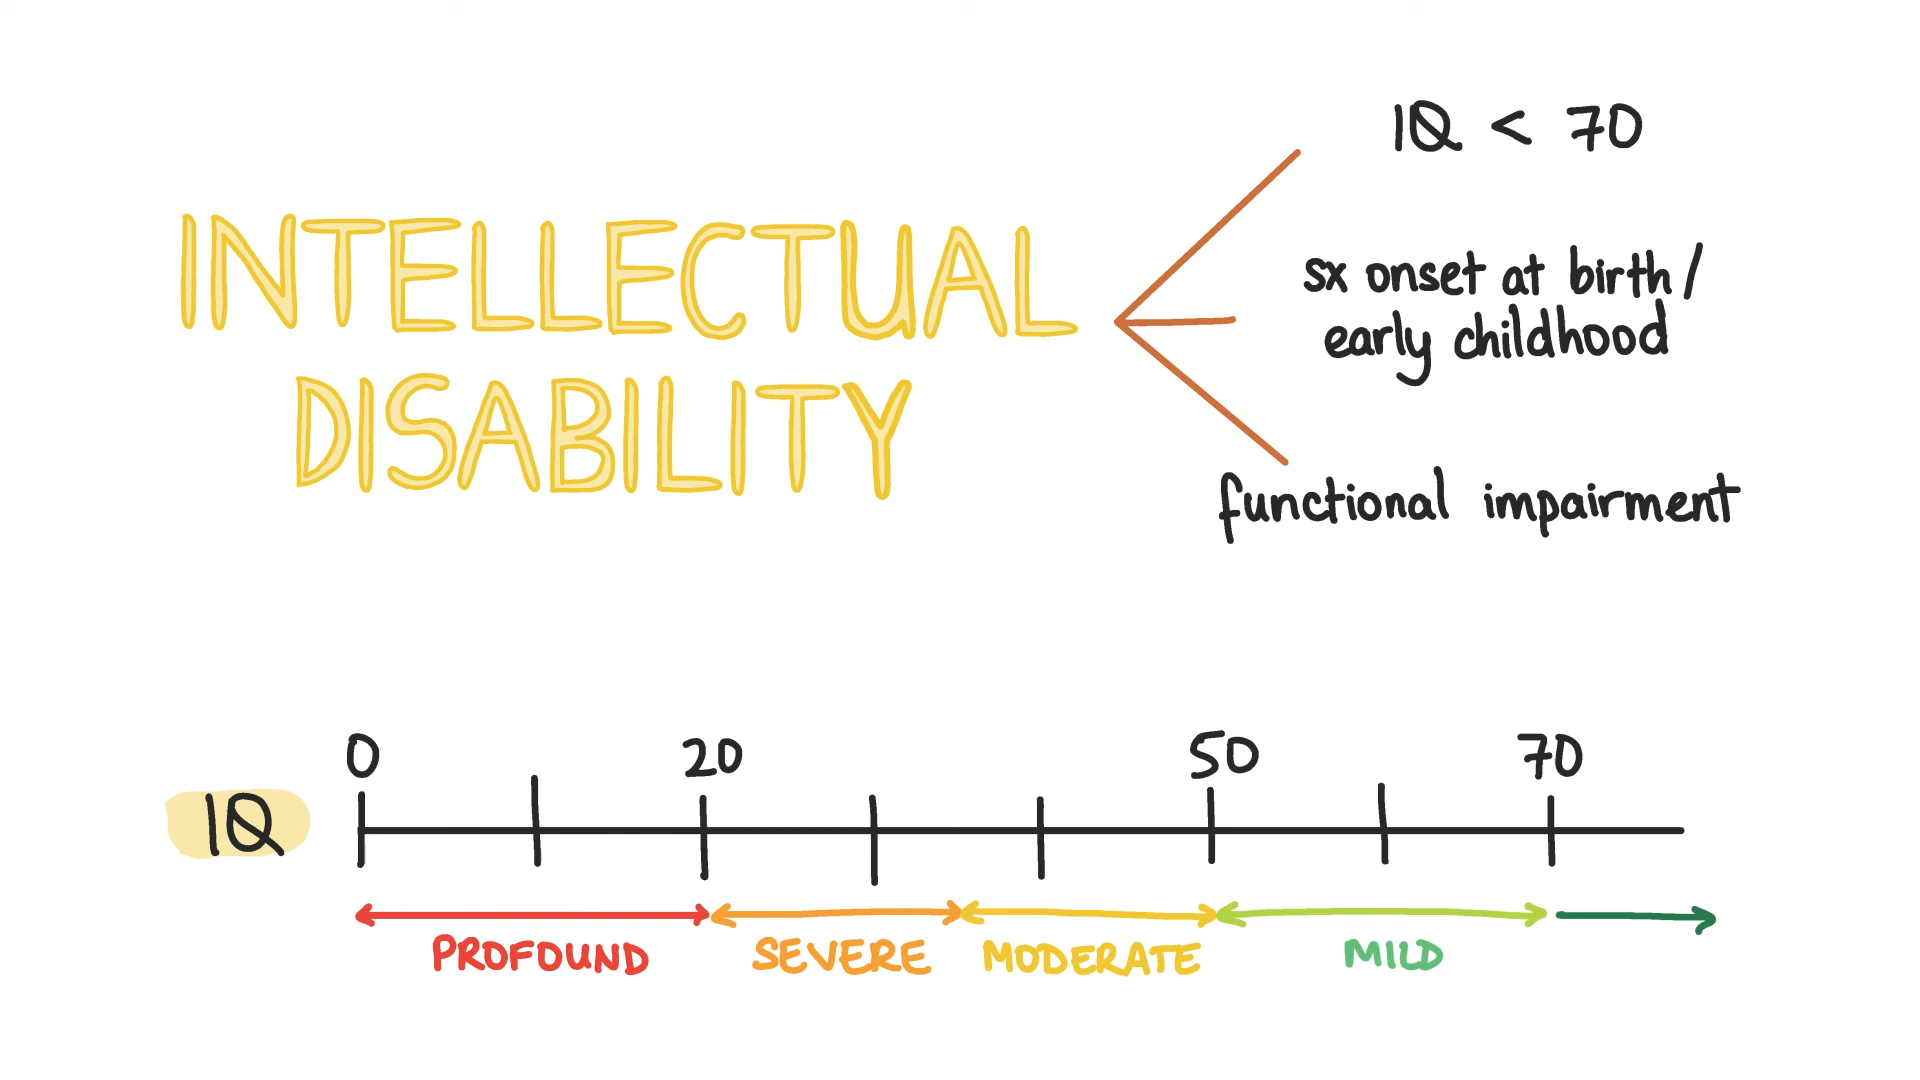 INTELLECTUAL
DISABILITY
IQ < 70
sx onset at birth/
early childhood
functional impairment
0 20 50 70
IQ
PROFOUND SEVERE MODERATE MILD